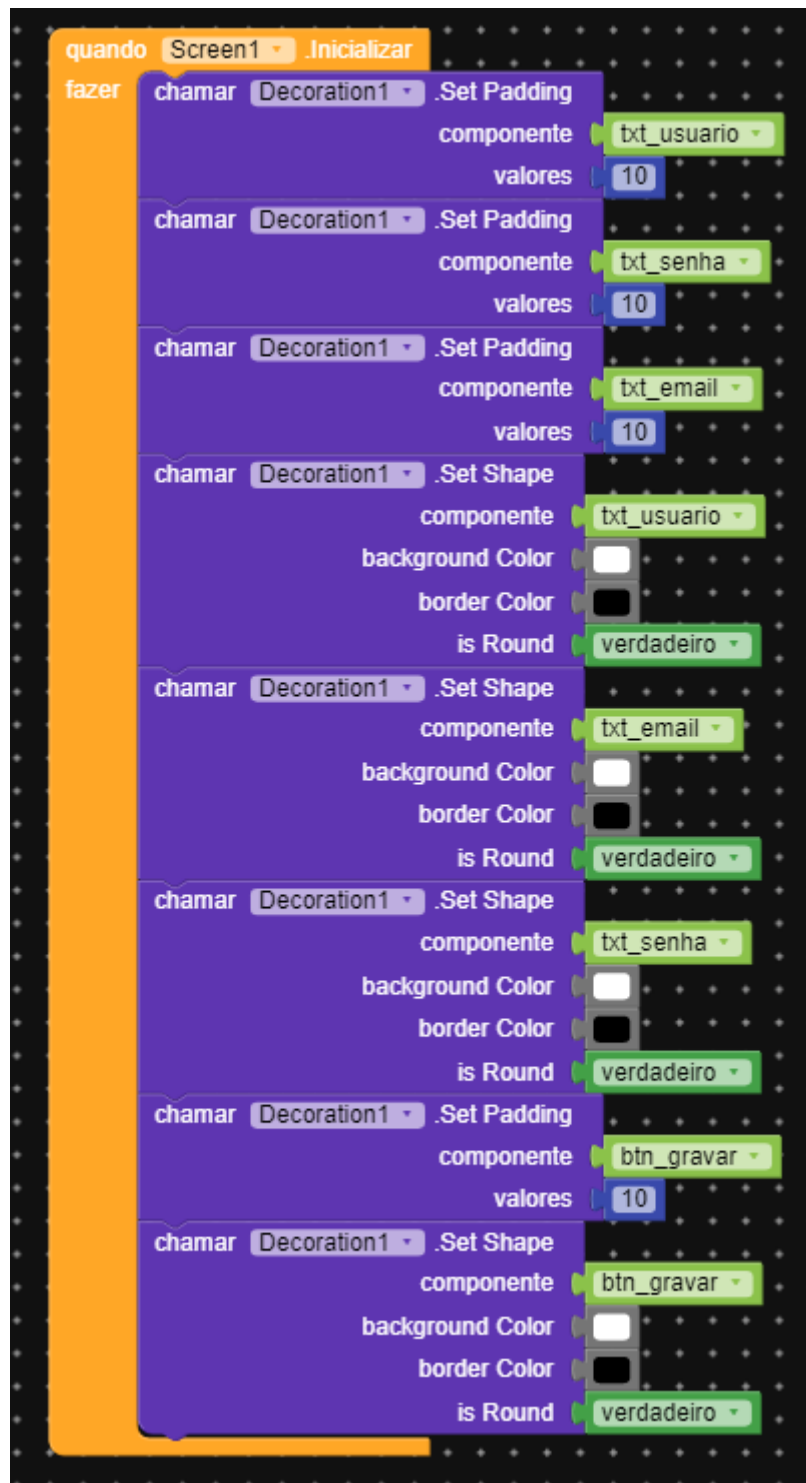 quando Screen1 .Inicializar
fazer chamar Decoration1 .Set Padding
componente txt_usuario
valores 10
chamar Decoration1 .Set Padding
componente txt_senha
valores 10
chamar Decoration1 .Set Padding
componente txt_email
valores 10
chamar Decoration1 .Set Shape
componente txt_usuario
background Color
border Color
is Round verdadeiro
chamar Decoration1 .Set Shape
componente txt_email
background Color
border Color
is Round verdadeiro
chamar Decoration1 .Set Shape
componente txt_senha
background Color
border Color
is Round verdadeiro
chamar Decoration1 .Set Padding
componente btn_gravar
valores 10
chamar Decoration1 .Set Shape
componente btn_gravar
background Color
border Color
is Round verdadeiro